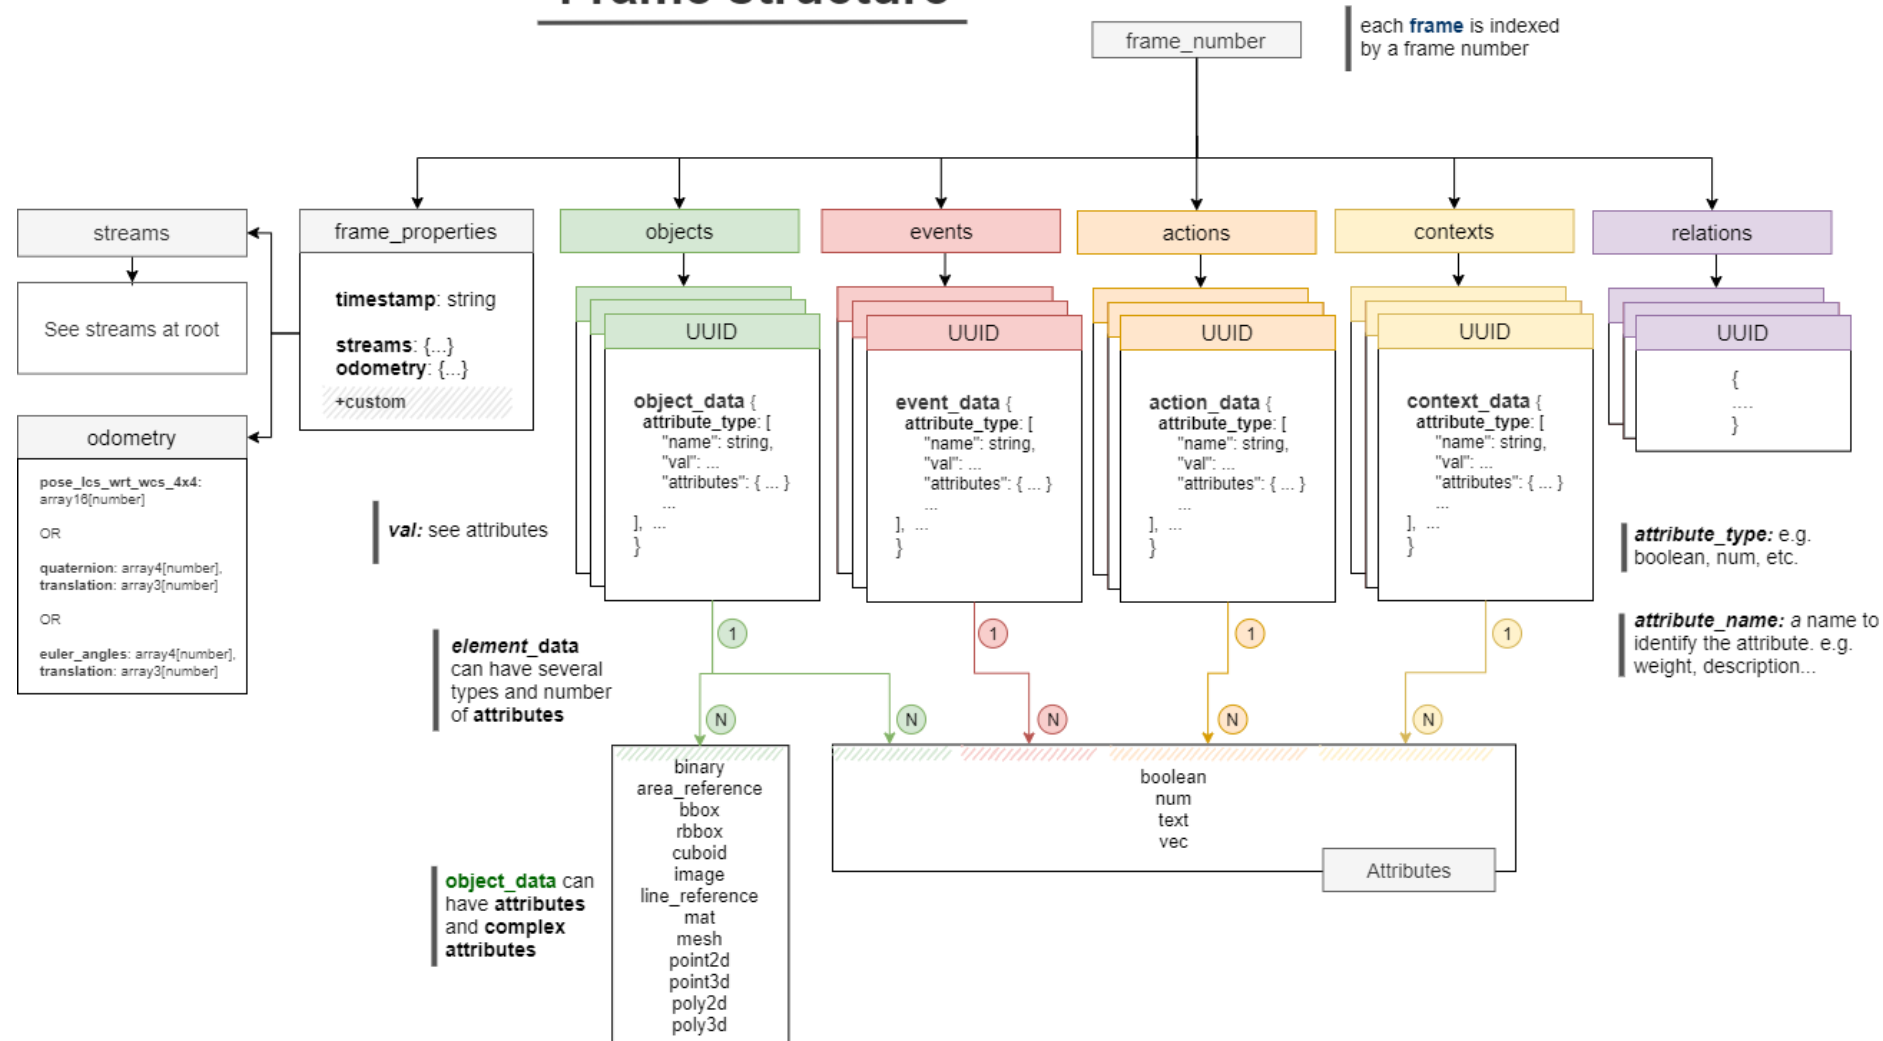 Frame Structure
frame_number
each frame is indexed
by a frame number
streams
See streams at root
odometry
pose_lcs_wrt_wcs_4x4:
array16[number]
OR
quaternion: array4[number],
translation: array3[number]
OR
euler_angles: array4[number],
translation: array3[number]
frame_properties
timestamp: string
streams: {...}
odometry: {...}
+custom
val: see attributes
element_data
can have several
types and number
of attributes
object_data can
have attributes
and complex
attributes
objects
UUID
object_data {
attribute_type: [
"name": string,
"val": ...
"attributes": { ... }
...
], ...
}
1
N
N
binary
area_reference
bbox
rbbox
cuboid
image
line_reference
mat
mesh
point2d
point3d
poly2d
poly3d
events
UUID
event_data {
attribute_type: [
"name": string,
"val": ...
"attributes": { ... }
...
], ...
}
1
N
actions
UUID
action_data {
attribute_type: [
"name": string,
"val": ...
"attributes": { ... }
...
], ...
}
1
N
contexts
UUID
context_data {
attribute_type: [
"name": string,
"val": ...
"attributes": { ... }
...
], ...
}
1
N
boolean
num
text
vec
Attributes
relations
UUID
{
....
}
attribute_type: e.g.
boolean, num, etc.
attribute_name: a name to
identify the attribute. e.g.
weight, description...